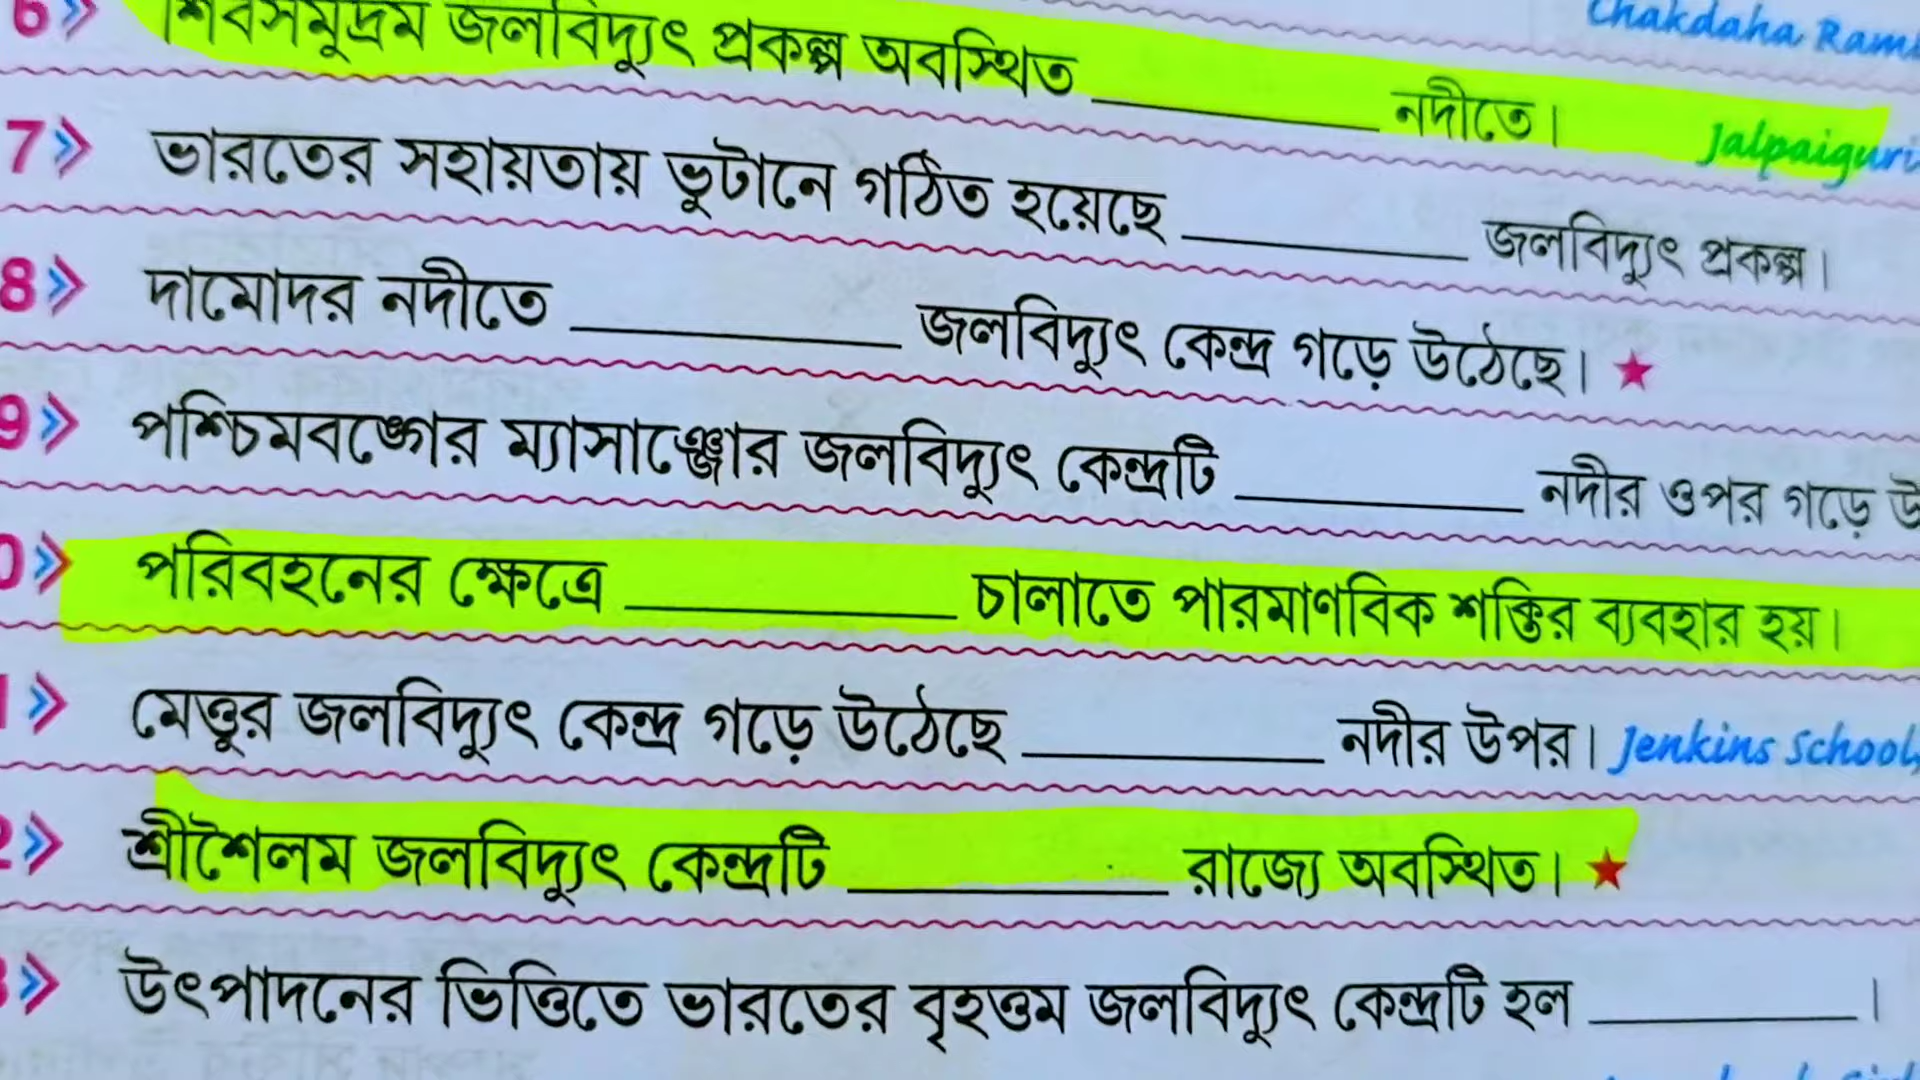 6» শিবসমুদ্রম জলবিদ্যুৎ প্রকল্প অবস্থিত ________ নদীতে। Jalpaiguri
Chakdaha
7» ভারতের সহায়তায় ভুটানে গঠিত হয়েছে ________ জলবিদ্যুৎ প্রকল্প।
8» দামোদর নদীতে ________ জলবিদ্যুৎ কেন্দ্র গড়ে উঠেছে। ★
9» পশ্চিমবঙ্গের ম্যাসাঞ্জোর জলবিদ্যুৎ কেন্দ্রটি ________ নদীর ওপর গড়ে উ
0» পরিবহনের ক্ষেত্রে ________ চালাতে পারমাণবিক শক্তির ব্যবহার হয়।
» মেত্তুর জলবিদ্যুৎ কেন্দ্র গড়ে উঠেছে ________ নদীর উপর। Jenkins School,
2» শ্রীশৈলম জলবিদ্যুৎ কেন্দ্রটি ________ রাজ্যে অবস্থিত। ★
3» উৎপাদনের ভিত্তিতে ভারতের বৃহত্তম জলবিদ্যুৎ কেন্দ্রটি হল ________ ।